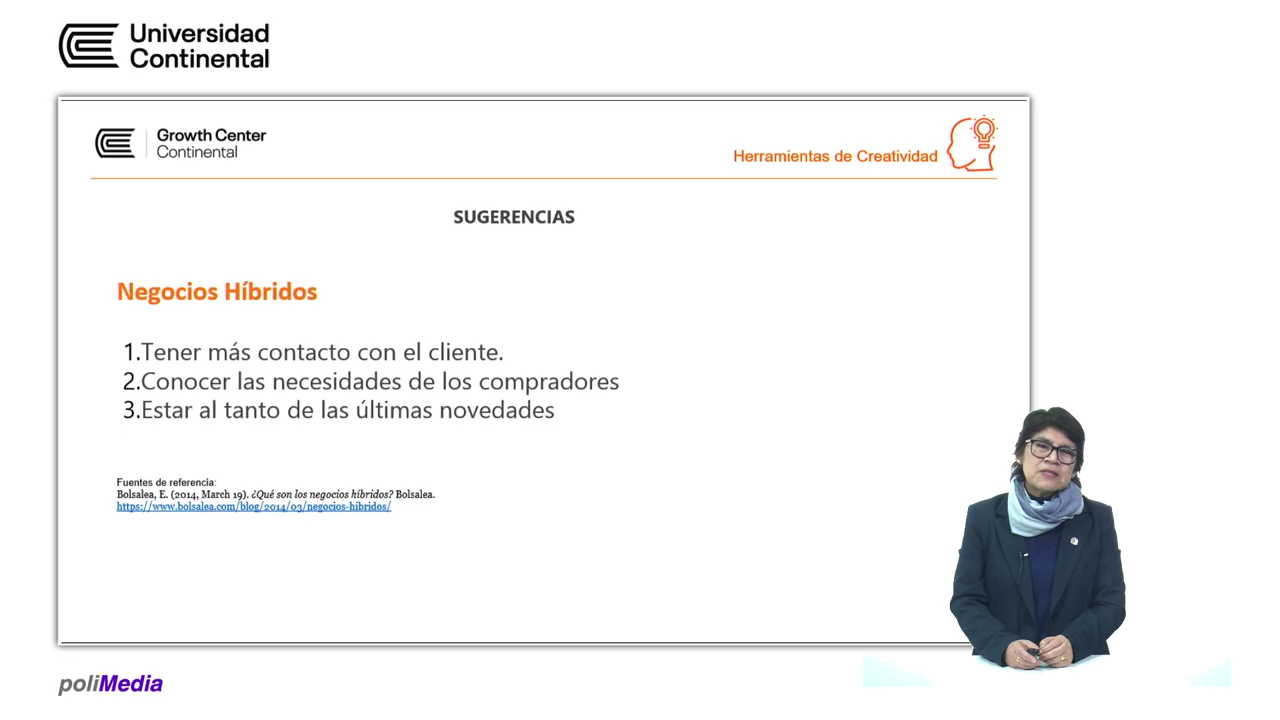 Universidad
Continental
Growth Center
Continental
Herramientas de Creatividad
SUGERENCIAS
Negocios Híbridos
1.Tener más contacto con el cliente.
2.Conocer las necesidades de los compradores
3.Estar al tanto de las últimas novedades
Fuentes de referencia:
Bolsalea, E. (2014, March 19). ¿Qué son los negocios híbridos? Bolsalea.
https://www.bolsalea.com/blog/2014/03/negocios-hibridos/
poliMedia